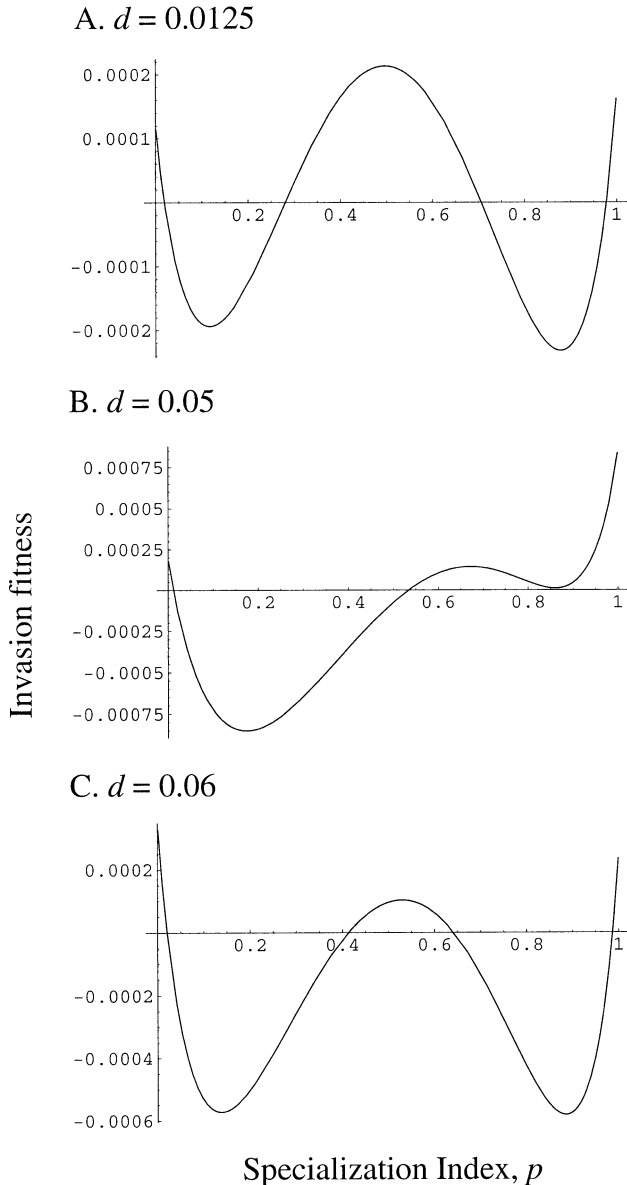 A. d = 0.0125
0.0002
0.0001
0.2 0.4 0.6 0.8 1
-0.0001
-0.0002
B. d = 0.05
0.00075
0.0005
0.00025
0.2 0.4 0.6 0.8 1
-0.00025
-0.0005
-0.00075
Invasion fitness
C. d = 0.06
0.0002
0.2 0.4 0.6 0.8 1
-0.0002
-0.0004
-0.0006
Specialization Index, p